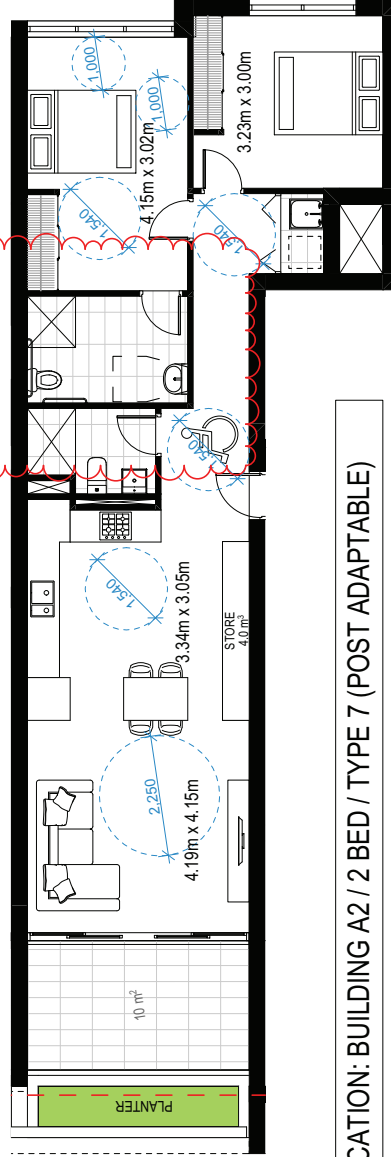 1,000
1,000
4.15m x 3.02m
3.23m x 3.00m
1,540
1,540
1,540
1,540
3.34m x 3.05m
STORE
4.0 m³
2,250
4.19m x 4.15m
10 m²
PLANTER
CATION: BUILDING A2 / 2 BED / TYPE 7 (POST ADAPTABLE)